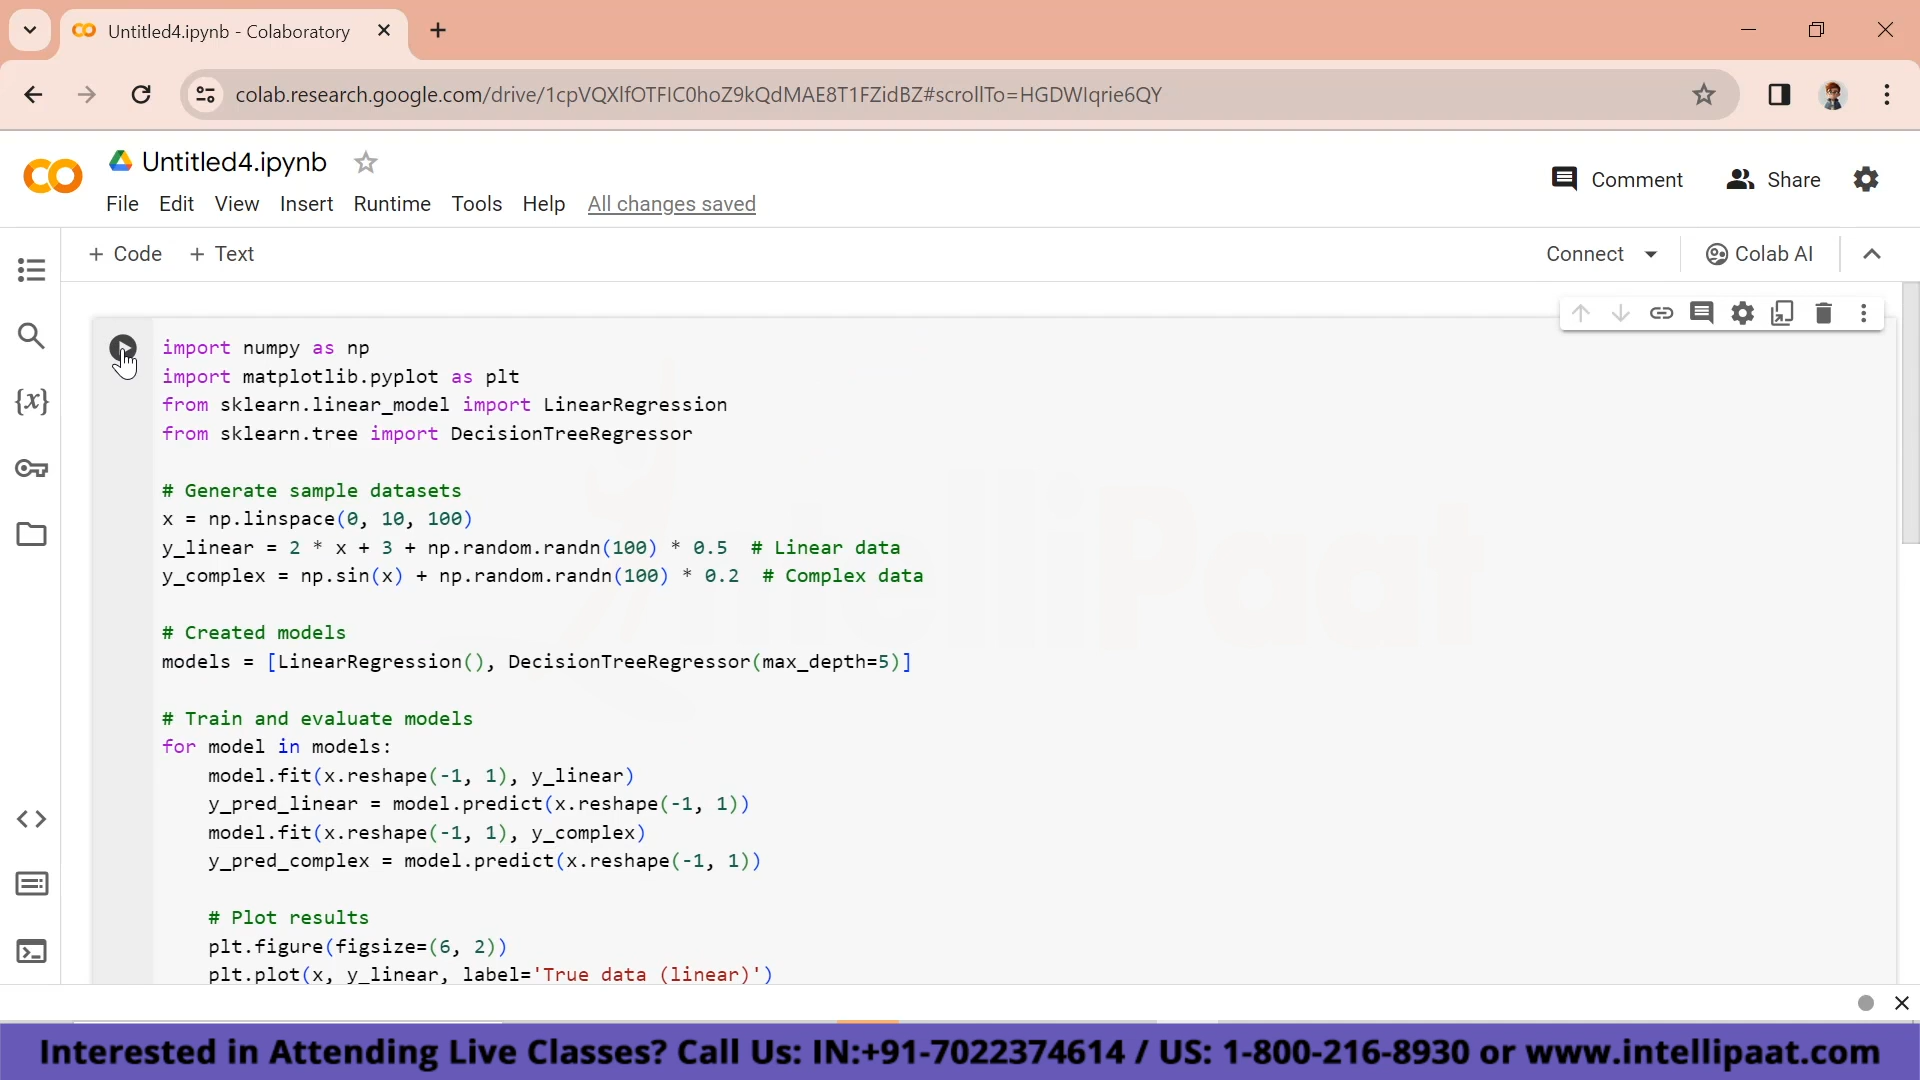 Untitled4.ipynb - Colaboratory
colab.research.google.com/drive/1cpVQXlfOTFIC0hoZ9kQdMAE8T1FZidBZ#scrollTo=HGDWIqrie6QY
Untitled4.ipynb
Comment
Share
File Edit View Insert Runtime Tools Help All changes saved
+ Code + Text
Connect
Colab AI
import numpy as np
import matplotlib.pyplot as plt
from sklearn.linear_model import LinearRegression
from sklearn.tree import DecisionTreeRegressor
# Generate sample datasets
x = np.linspace(0, 10, 100)
y_linear = 2 * x + 3 + np.random.randn(100) * 0.5 # Linear data
y_complex = np.sin(x) + np.random.randn(100) * 0.2 # Complex data
# Created models
models = [LinearRegression(), DecisionTreeRegressor(max_depth=5)]
# Train and evaluate models
for model in models:
model.fit(x.reshape(-1, 1), y_linear)
y_pred_linear = model.predict(x.reshape(-1, 1))
model.fit(x.reshape(-1, 1), y_complex)
y_pred_complex = model.predict(x.reshape(-1, 1))
# Plot results
plt.figure(figsize=(6, 2))
plt.plot(x, y_linear, label='True data (linear)')
Interested in Attending Live Classes? Call Us: IN:+91-7022374614 / US: 1-800-216-8930 or www.intellipaat.com